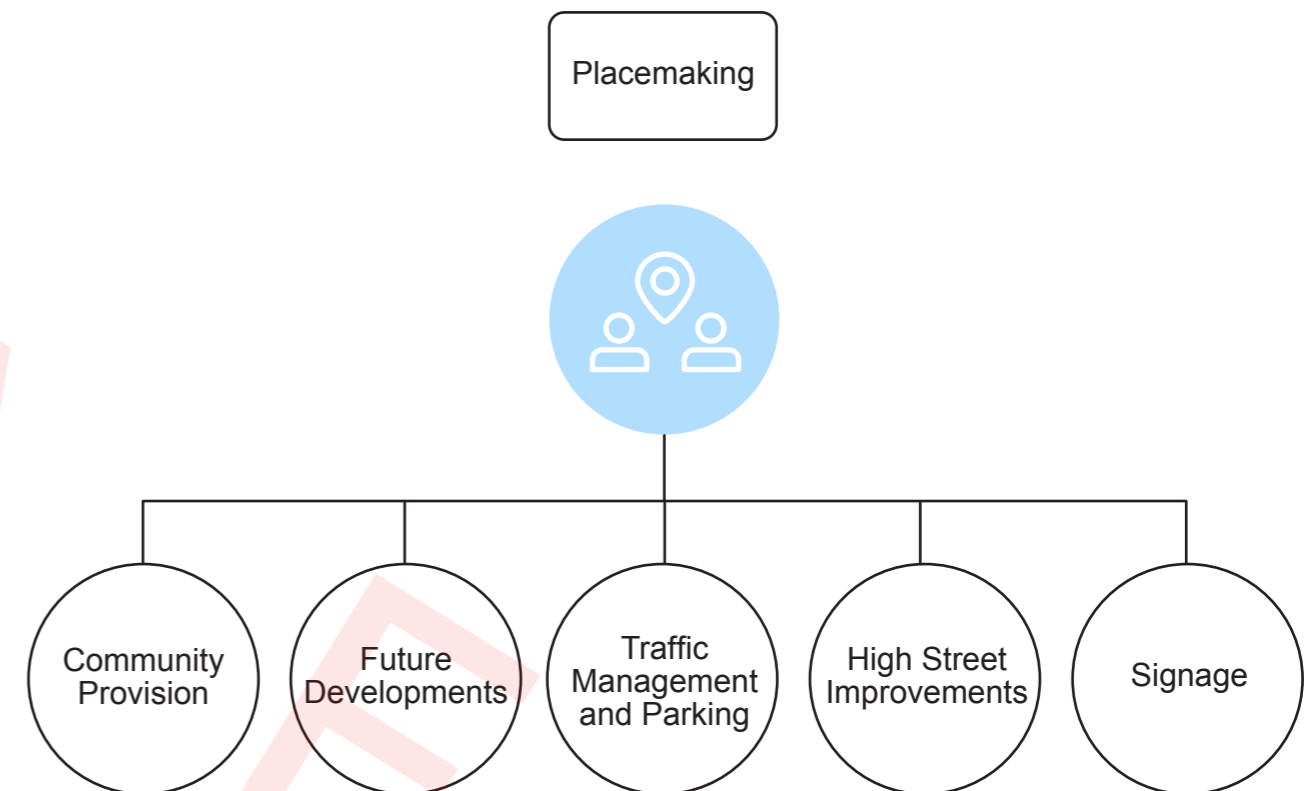 Placemaking
Community
Provision
Future
Developments
Traffic
Management
and Parking
High Street
Improvements
Signage